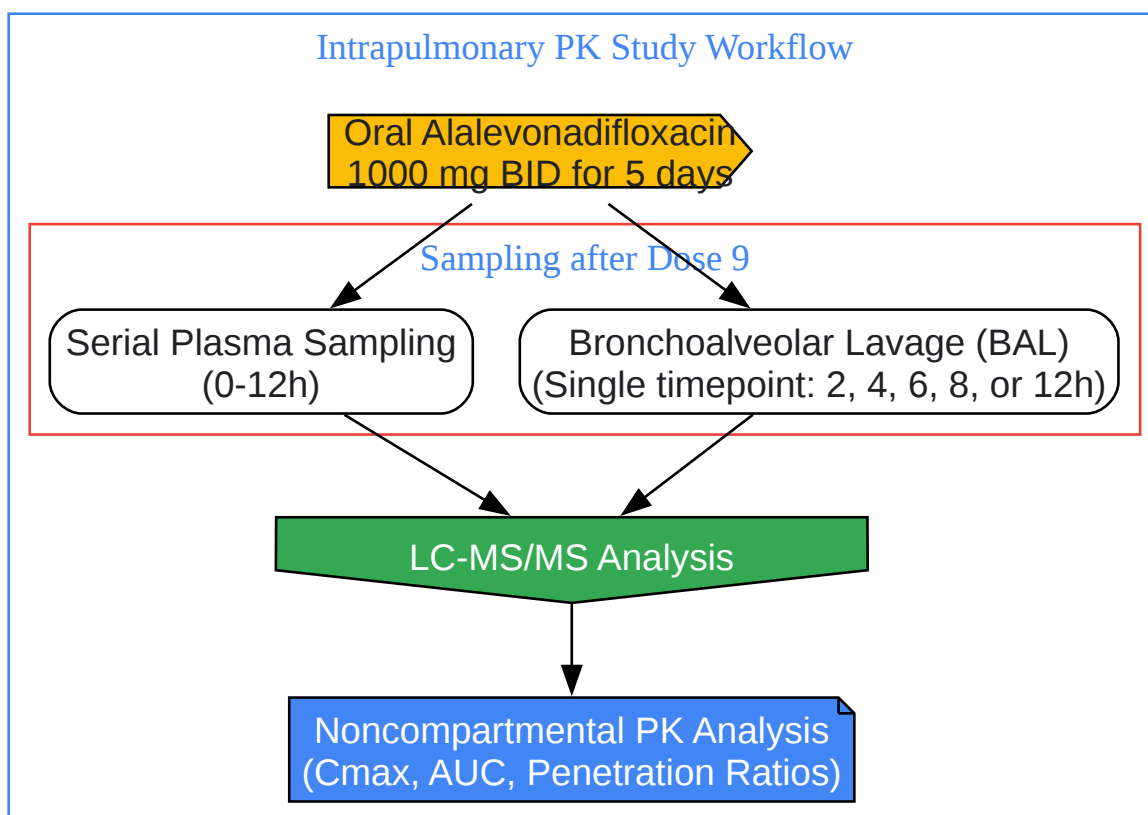 Intrapulmonary PK Study Workflow
Oral Alalevonadifloxacin
1000 mg BID for 5 days
Sampling after Dose 9
Serial Plasma Sampling
(0-12h)
Bronchoalveolar Lavage (BAL)
(Single timepoint: 2, 4, 6, 8, or 12h)
LC-MS/MS Analysis
Noncompartmental PK Analysis
(Cmax, AUC, Penetration Ratios)